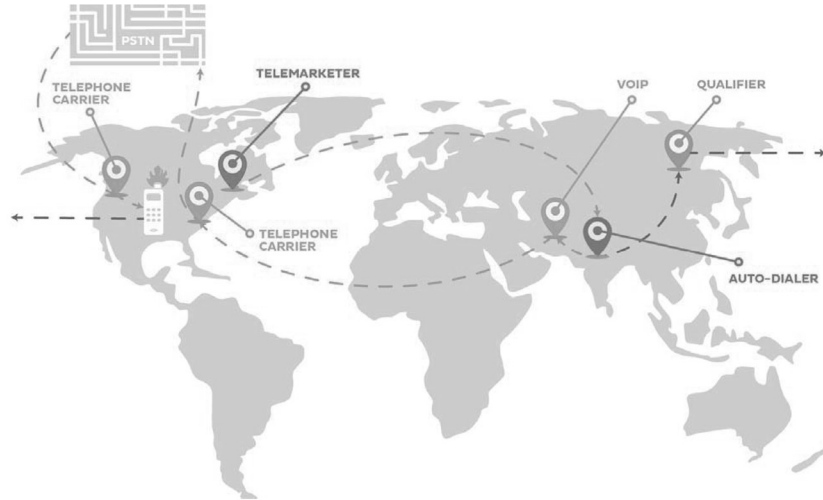 PSTN
TELEPHONE
CARRIER
TELEMARKETER
VOIP
QUALIFIER
TELEPHONE
CARRIER
AUTO-DIALER